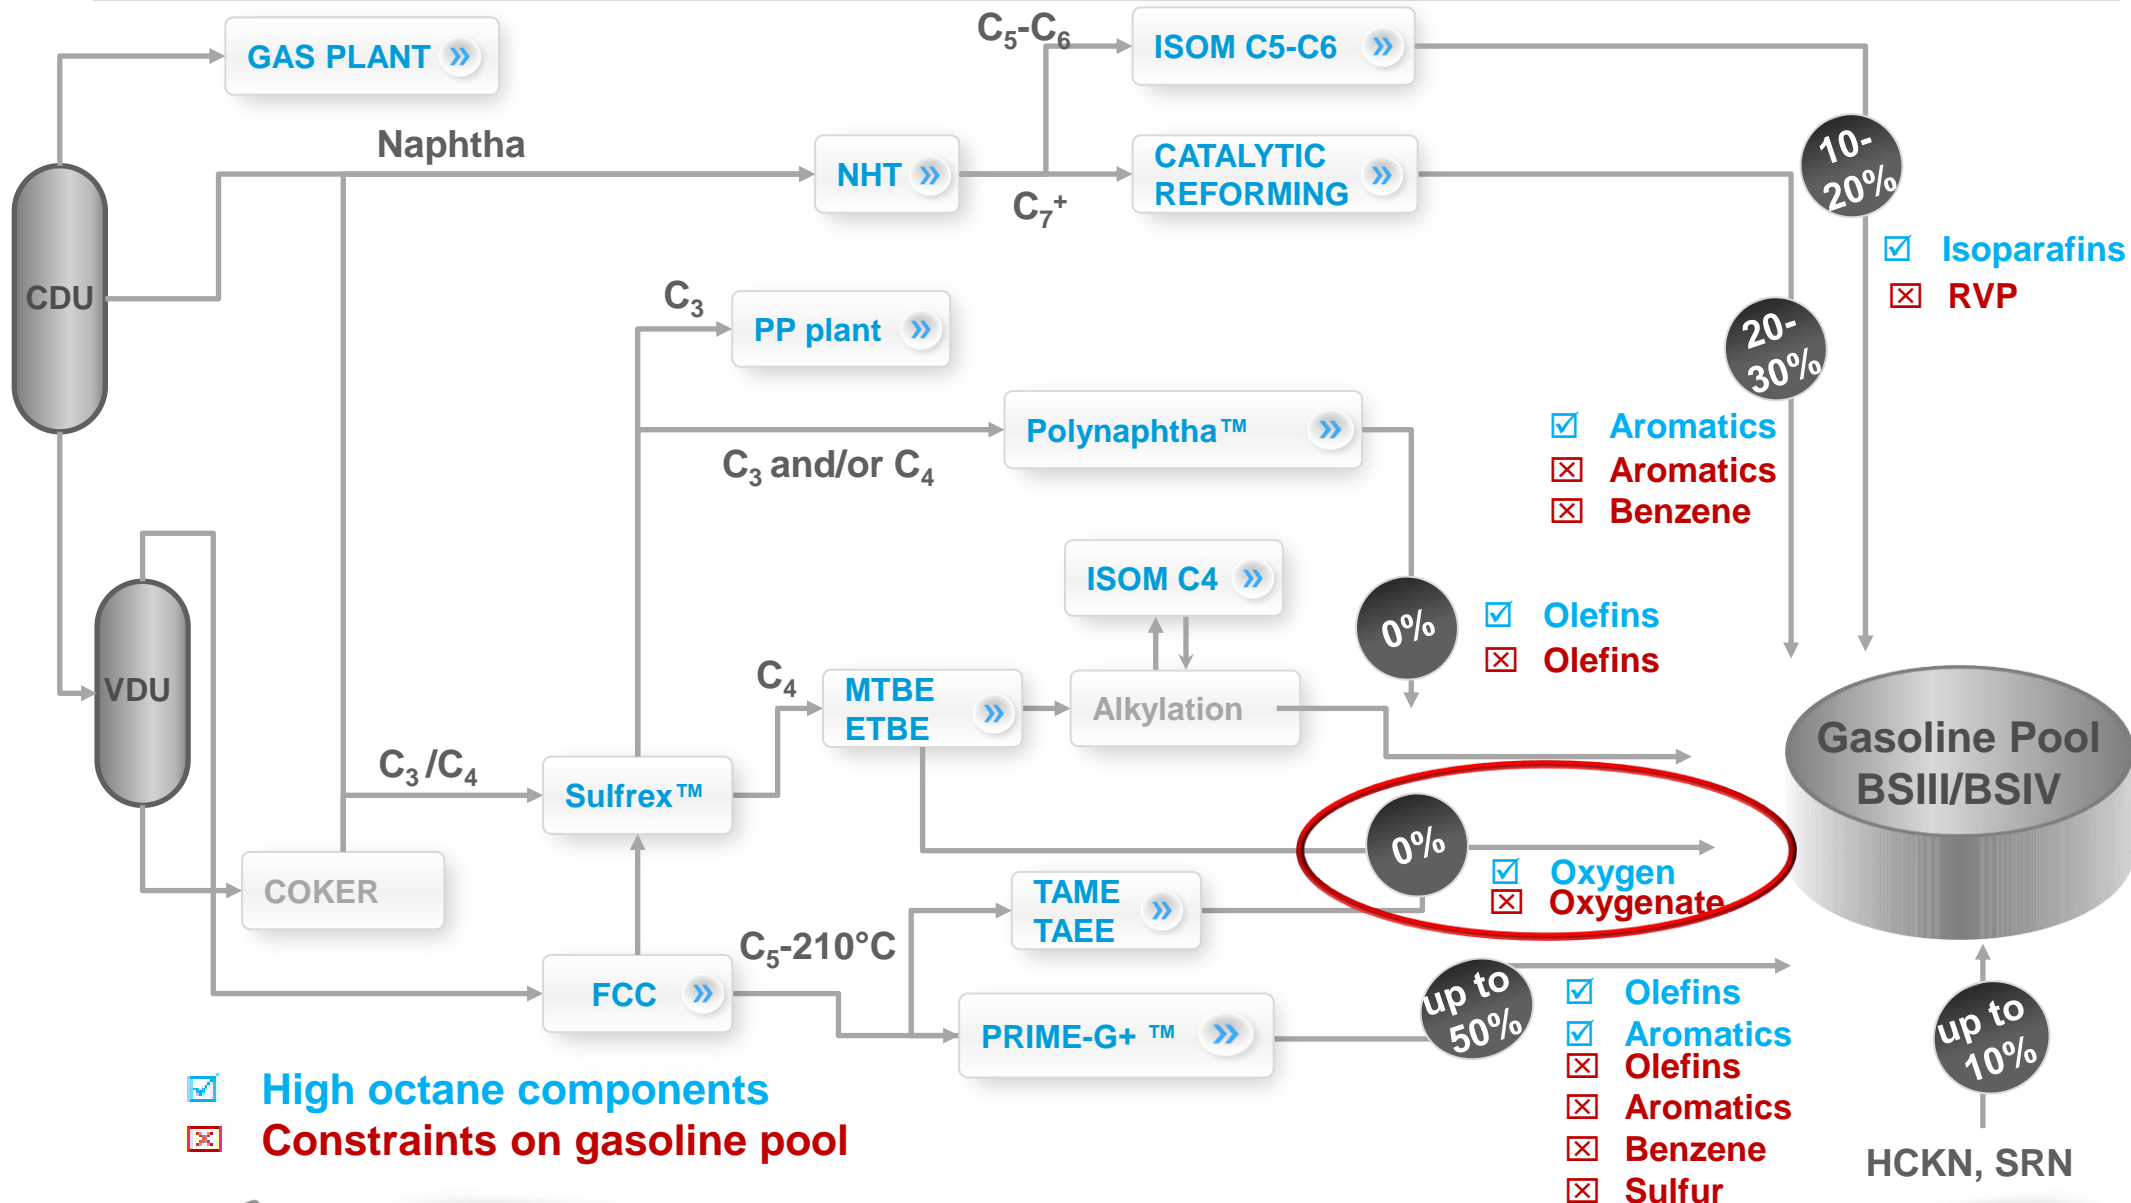 C5-C6
GAS PLANT
ISOM C5-C6
Naphtha
NHT
CATALYTIC
REFORMING
C7+
10-
20%
Isoparafins
RVP
CDU
C3
PP plant
20-
30%
Polynaphtha™
C3 and/or C4
Aromatics
Aromatics
Benzene
ISOM C4
0%
Olefins
Olefins
VDU
C4
MTBE
ETBE
Alkylation
Gasoline Pool
BSIII/BSIV
C3/C4
Sulfrex™
0%
Oxygen
Oxygenate
COKER
TAME
TAEE
C5-210°C
FCC
PRIME-G+ ™
up to
50%
Olefins
Aromatics
Olefins
Aromatics
Benzene
Sulfur
up to
10%
HCKN, SRN
High octane components
Constraints on gasoline pool